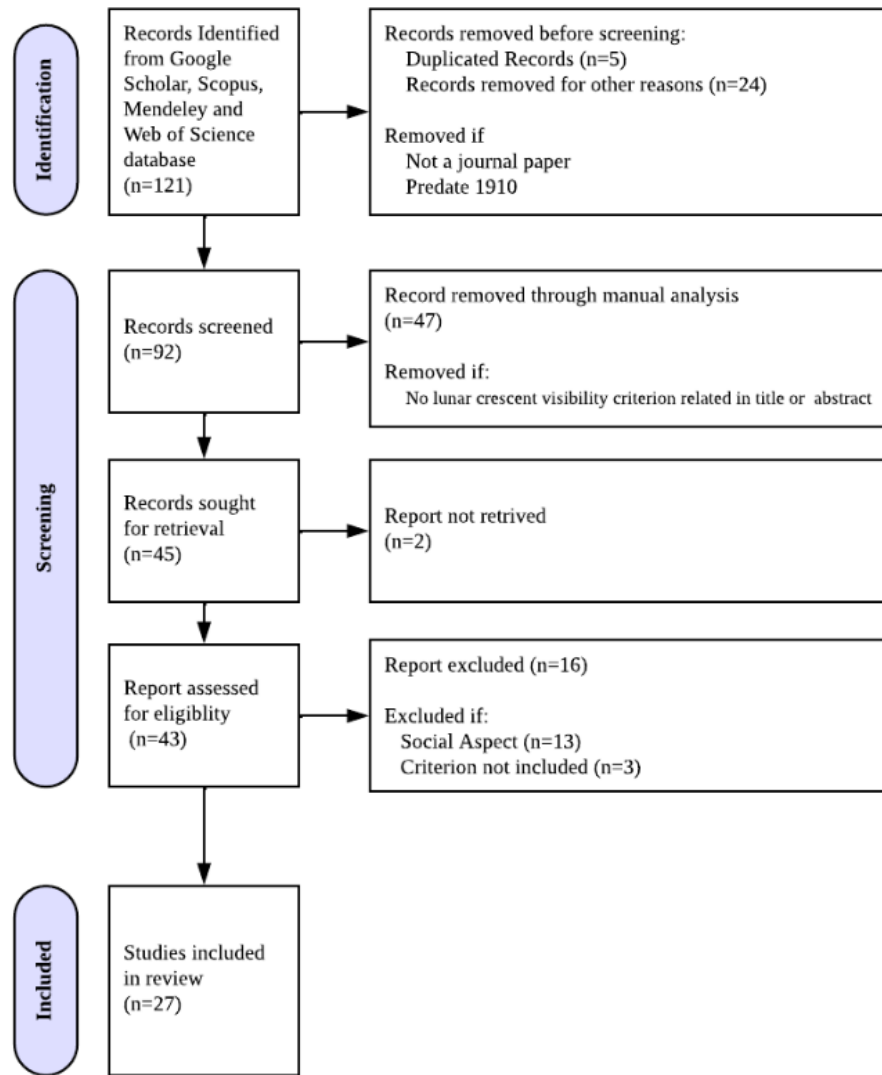 Identification
Records Identified
from Google
Scholar, Scopus,
Mendeley and
Web of Science
database
(n=121)
Records removed before screening:
Duplicated Records (n=5)
Records removed for other reasons (n=24)
Removed if
Not a journal paper
Predate 1910
Screening
Records screened
(n=92)
Record removed through manual analysis
(n=47)
Removed if:
No lunar crescent visibility criterion related in title or abstract
Records sought
for retrieval
(n=45)
Report not retrived
(n=2)
Report assessed
for eligiblity
(n=43)
Report excluded (n=16)
Excluded if:
Social Aspect (n=13)
Criterion not included (n=3)
Included
Studies included
in review
(n=27)